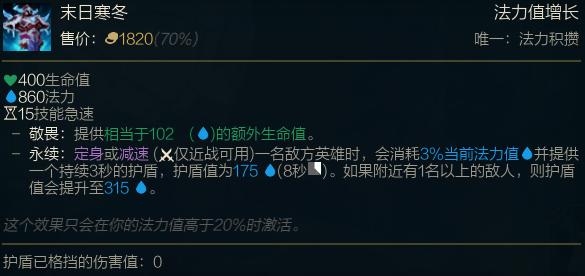 末日寒冬 法力值增长
售价：1820(70%) 唯一：法力积攒
400生命值
860法力
15技能急速
– 敬畏：提供相当于102 （）的额外生命值。
– 永续：定身或减速 (仅近战可用)一名敌方英雄时，会消耗3%当前法力值并提供
一个持续3秒的护盾，护盾值为175 (8秒)。如果附近有1名以上的敌人，则护盾
值会提升至315 。
这个效果只会在你的法力值高于20%时激活。
护盾已格挡的伤害值：0